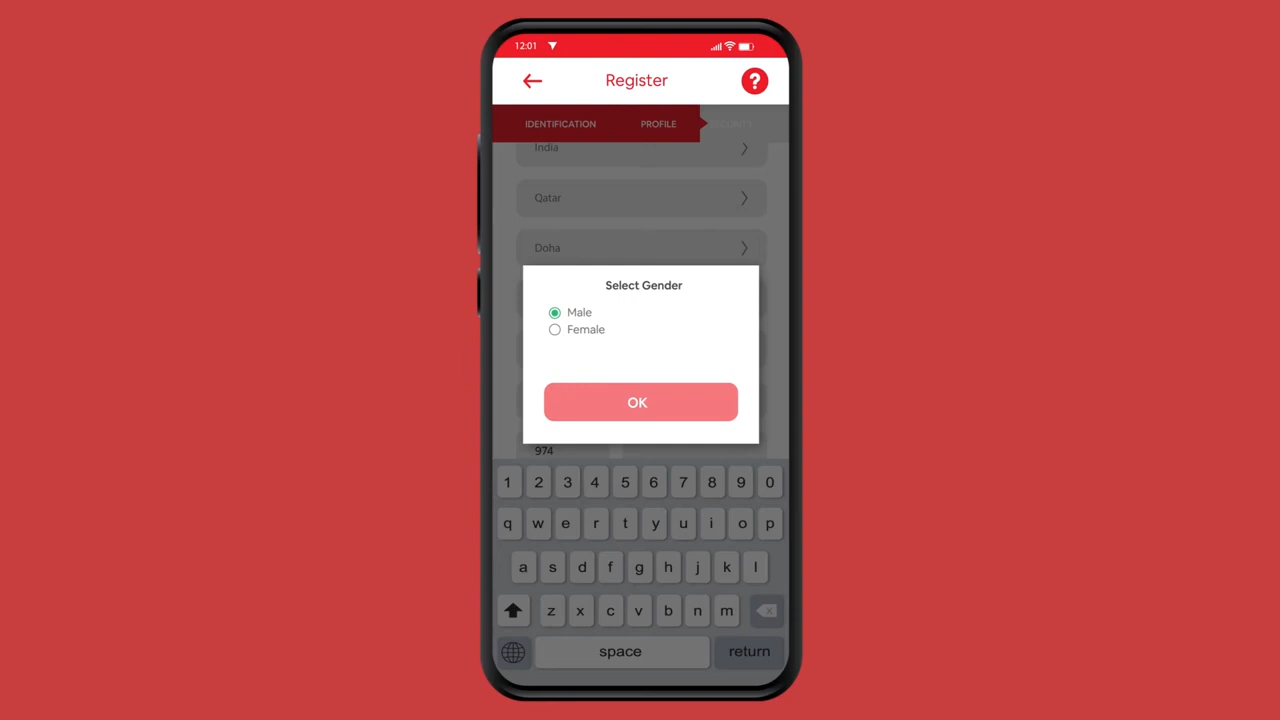 12:01
Register
?
IDENTIFICATION PROFILE
India
Qatar
Doha
Select Gender
Male
Female
OK
974
1 2 3 4 5 6 7 8 9 0
q w e r t y u i o p
a s d f g h j k l
z x c v b n m
space return